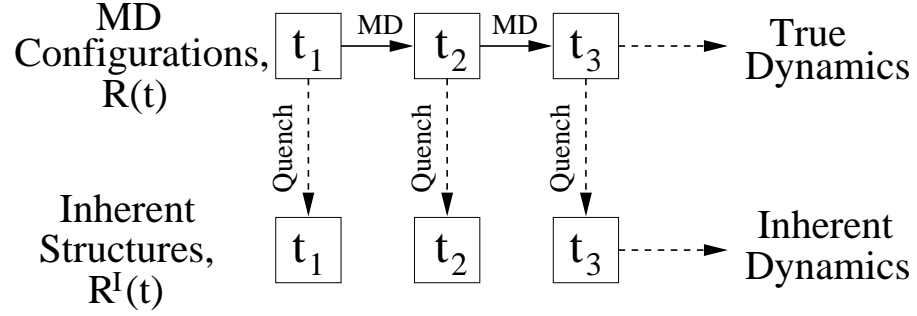 MD
Configurations,
R(t)
t₁
MD
t₂
MD
t₃
True
Dynamics
Quench
Quench
Quench
Inherent
Structures,
Rᴵ(t)
t₁
t₂
t₃
Inherent
Dynamics